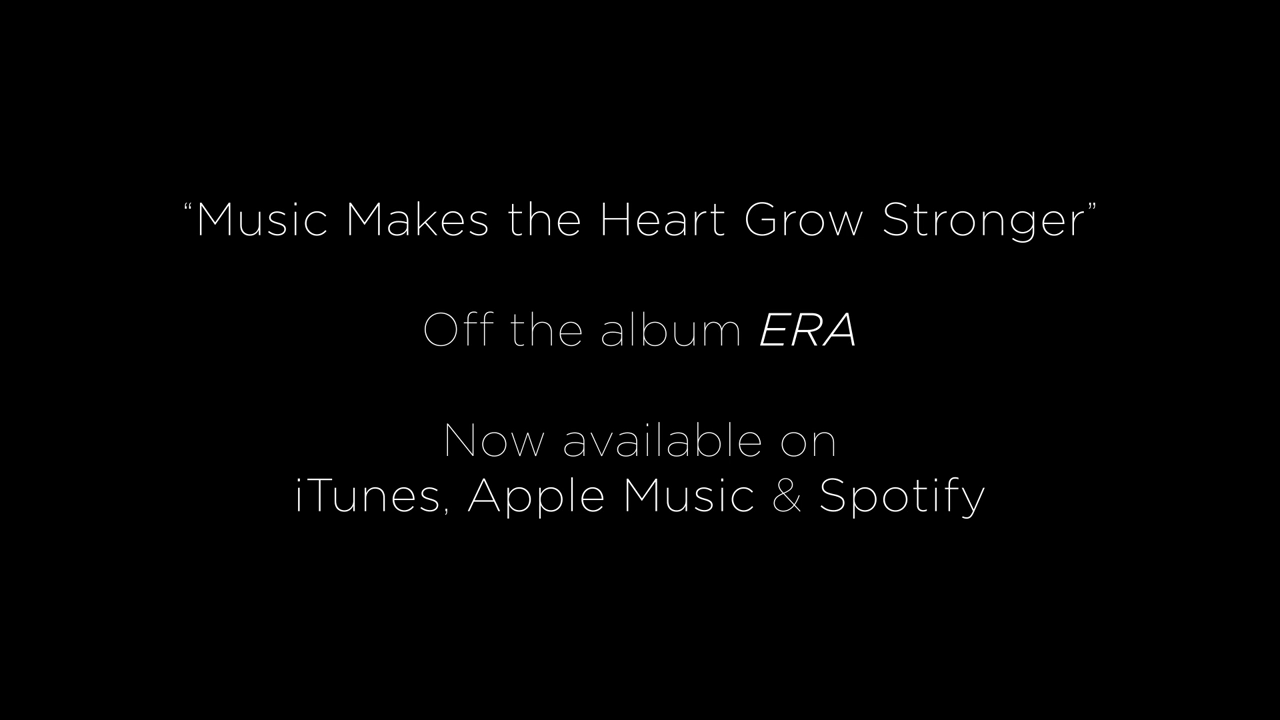 “Music Makes the Heart Grow Stronger”
Off the album ERA
Now available on
iTunes, Apple Music & Spotify